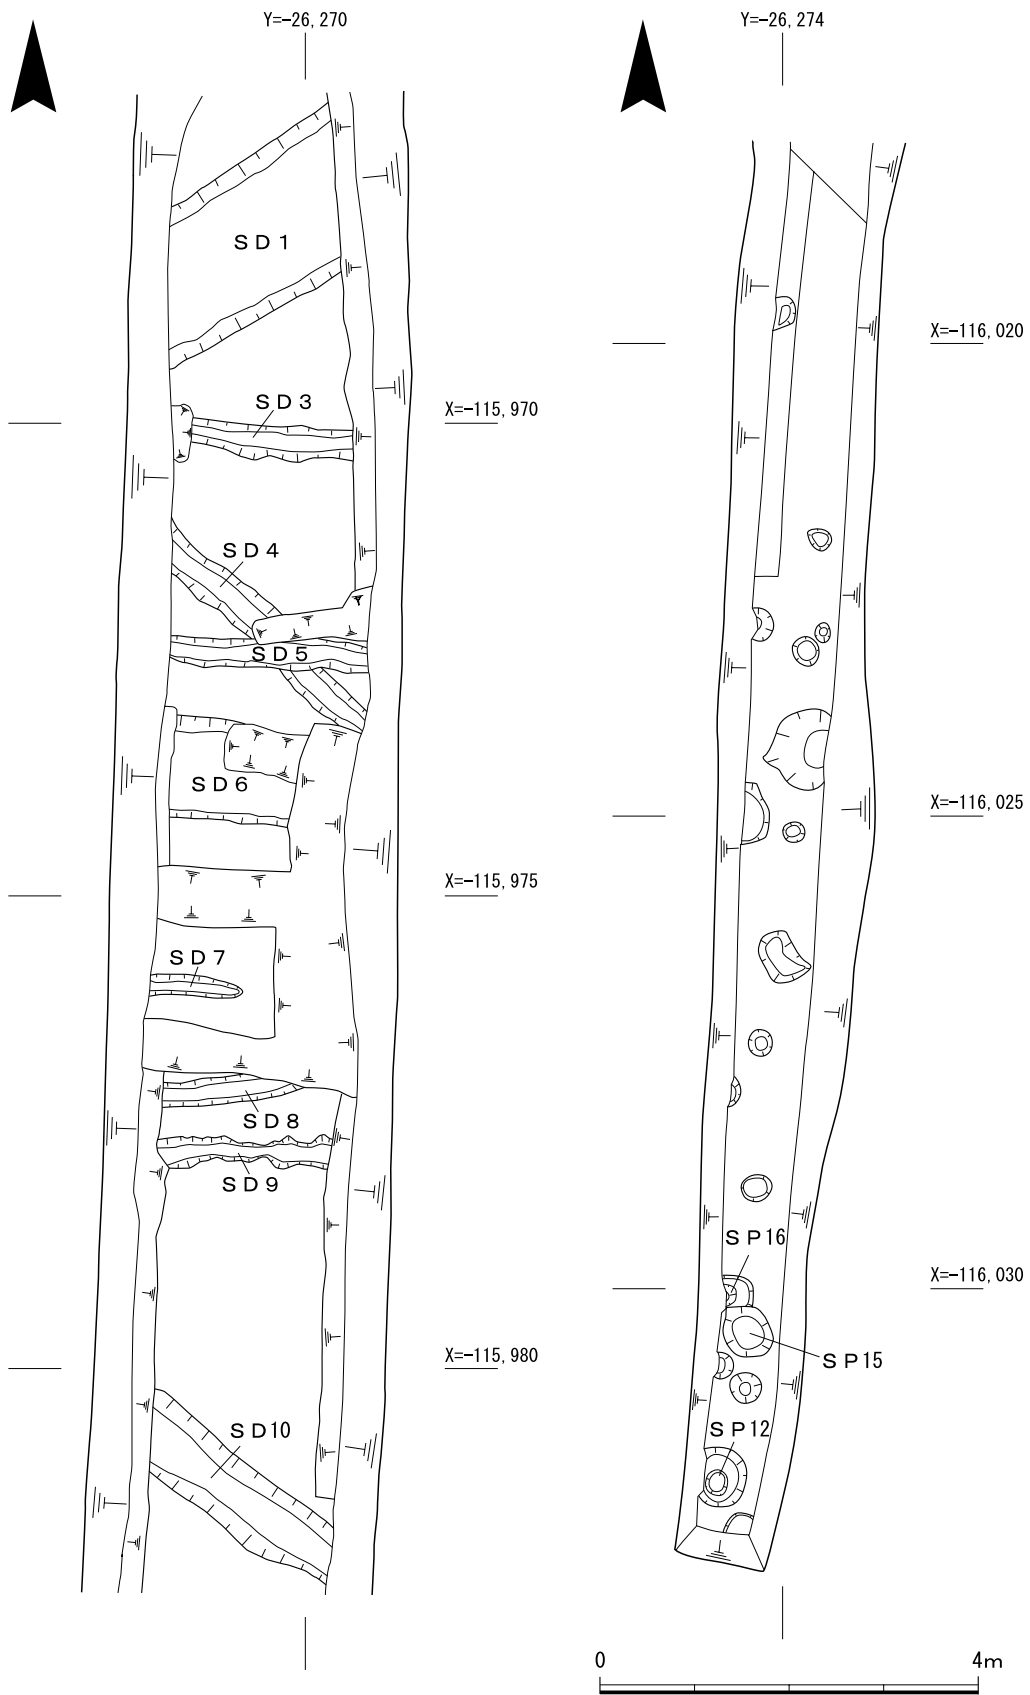 Y=-26,270
SD1
SD3
X=-115,970
SD4
SD5
SD6
X=-115,975
SD7
SD8
SD9
X=-115,980
SD10
Y=-26,274
X=-116,020
X=-116,025
SP16
X=-116,030
SP15
SP12
0 4m